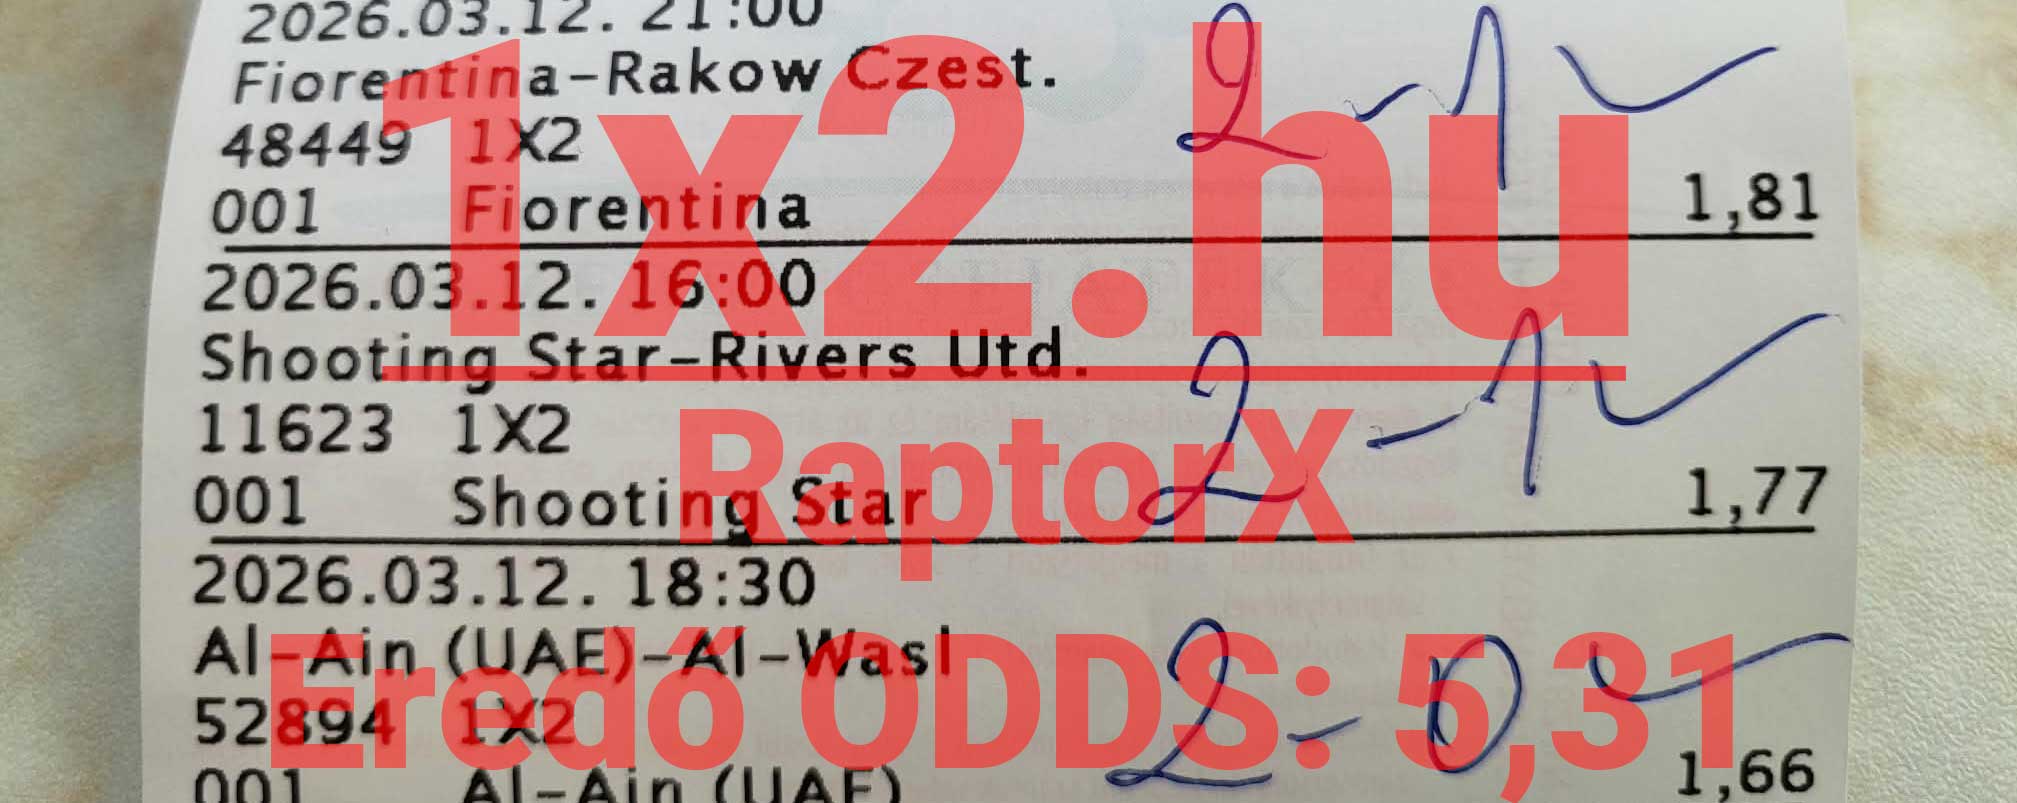 2026.03.12. 21:00
Fiorentina-Rakow Czest.
2-1
48449 1X2
001 Fiorentina 1,81
2026.03.12. 16:00
Shooting Star-Rivers Utd.
2-1
11623 1X2
001 Shooting Star 1,77
2026.03.12. 18:30
Al-Ain (UAE)-Al-Wasl
2-0
52894 1X2
001 Al-Ain (UAE) 1,66
1x2.hu
RaptorX
Eredő ODDS: 5,31